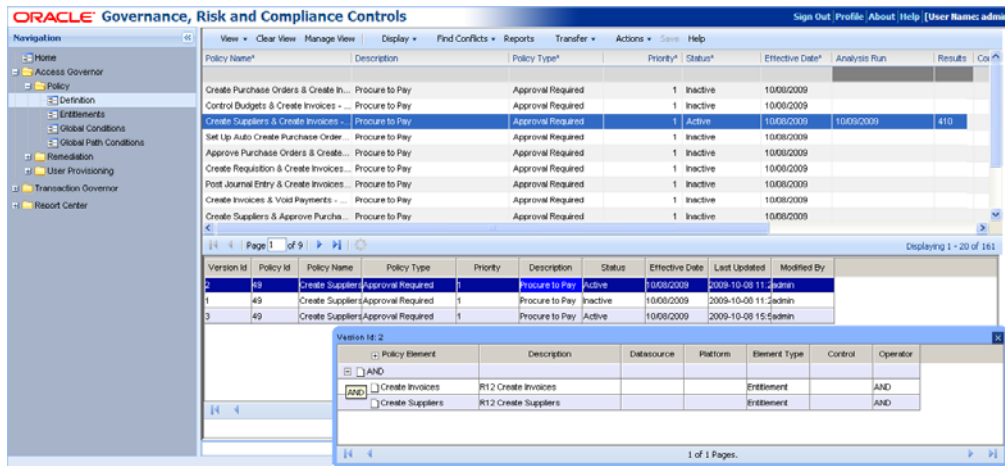 ORACLE Governance, Risk and Compliance Controls
Sign Out Profile About Help [User Name: admi
Navigation
Home
Access Governor
Policy
Definition
Entitlements
Global Conditions
Global Path Conditions
Remediation
User Provisioning
Transaction Governor
Report Center
View Clear View Manage View Display Find Conflicts Reports Transfer Actions Save Help
Policy Name* Description Policy Type* Priority* Status* Effective Date* Analysis Run Results Co
Create Purchase Orders & Create In... Procure to Pay Approval Required 1 Inactive 10/08/2009
Control Budgets & Create Invoices - ... Procure to Pay Approval Required 1 Inactive 10/08/2009
Create Suppliers & Create Invoices -... Procure to Pay Approval Required 1 Active 10/08/2009 10/09/2009 410
Set Up Auto Create Purchase Order... Procure to Pay Approval Required 1 Inactive 10/08/2009
Approve Purchase Orders & Create... Procure to Pay Approval Required 1 Inactive 10/08/2009
Create Requisition & Create Invoices... Procure to Pay Approval Required 1 Inactive 10/08/2009
Post Journal Entry & Create Invoices... Procure to Pay Approval Required 1 Inactive 10/08/2009
Create Invoices & Void Payments - ... Procure to Pay Approval Required 1 Inactive 10/08/2009
Create Suppliers & Approve Purcha... Procure to Pay Approval Required 1 Inactive 10/08/2009
Page 1 of 9 Displaying 1 - 20 of 161
Version Id Policy Id Policy Name Policy Type Priority Description Status Effective Date Last Updated Modified By
2 49 Create Suppliers Approval Required 1 Procure to Pay Active 10/08/2009 2009-10-08 11:2 admin
1 49 Create Suppliers Approval Required 1 Procure to Pay Inactive 10/08/2009 2009-10-08 11:2 admin
3 49 Create Suppliers Approval Required 1 Procure to Pay Active 10/08/2009 2009-10-08 15:5 admin
Version Id: 2
Policy Element Description Datasource Platform Element Type Control Operator
AND
Create Invoices R12 Create Invoices Entitlement AND
AND
Create Suppliers R12 Create Suppliers Entitlement AND
1 of 1 Pages.